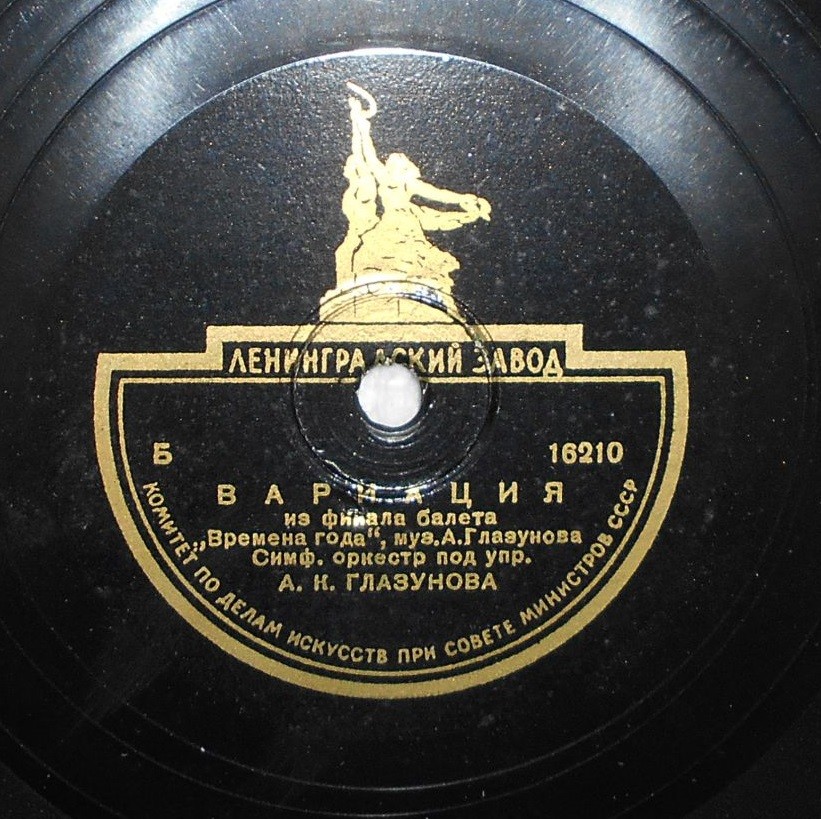 ЛЕНИНГРАДСКИЙ ЗАВОД
Б 16210
ВАРИАЦИЯ
из финала балета
„Времена года“, муз. А. Глазунова
Симф. оркестр под упр.
А. К. ГЛАЗУНОВА
КОМИТЕТ ПО ДЕЛАМ ИСКУССТВ ПРИ СОВЕТЕ МИНИСТРОВ СССР